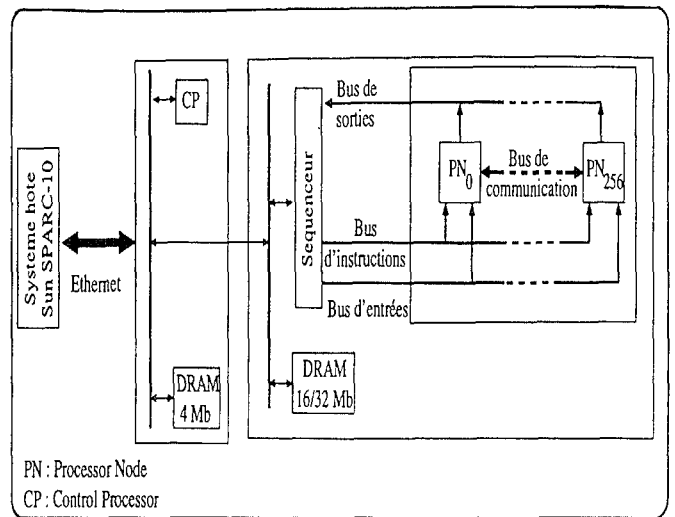 Systeme hote
Sun SPARC-10
Ethernet
CP
DRAM
4 Mb
Sequenceur
DRAM
16/32 Mb
Bus de
sorties
PN0
Bus de
communication
PN256
Bus
d'instructions
Bus d'entrées
PN : Processor Node
CP : Control Processor